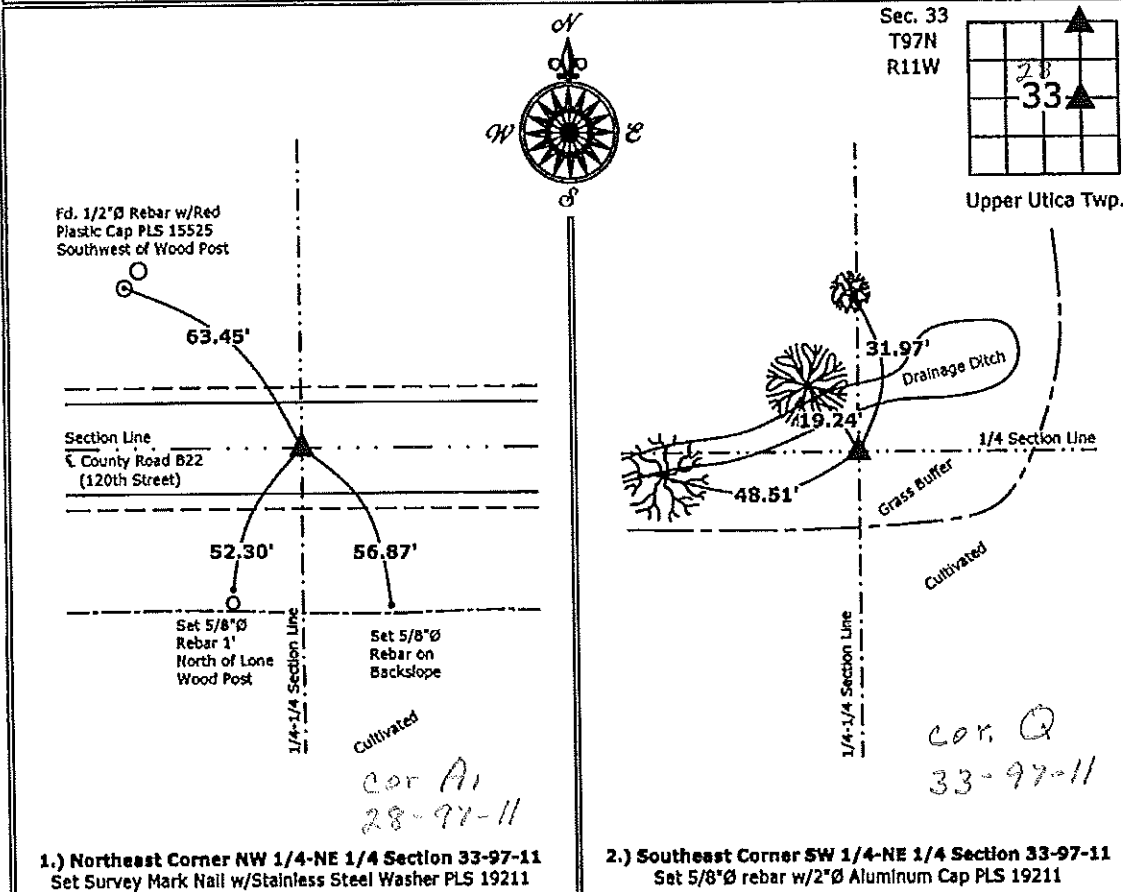 Sec. 33
T97N
R11W
28
33
Upper Utica Twp.
N
W E
S
Fd. 1/2"Ø Rebar w/Red
Plastic Cap PLS 15525
Southwest of Wood Post
63.45'
Section Line
℄ County Road B22
(120th Street)
52.30'
56.87'
Set 5/8"Ø
Rebar 1'
North of Lone
Wood Post
Set 5/8"Ø
Rebar on
Backslope
1/4-1/4 Section Line
Cultivated
cor A1
28-97-11
1.) Northeast Corner NW 1/4-NE 1/4 Section 33-97-11
Set Survey Mark Nail w/Stainless Steel Washer PLS 19211
31.97'
Drainage Ditch
19.24'
1/4 Section Line
48.51'
Grass Buffer
Cultivated
1/4-1/4 Section Line
cor. Q
33-97-11
2.) Southeast Corner SW 1/4-NE 1/4 Section 33-97-11
Set 5/8"Ø rebar w/2"Ø Aluminum Cap PLS 19211